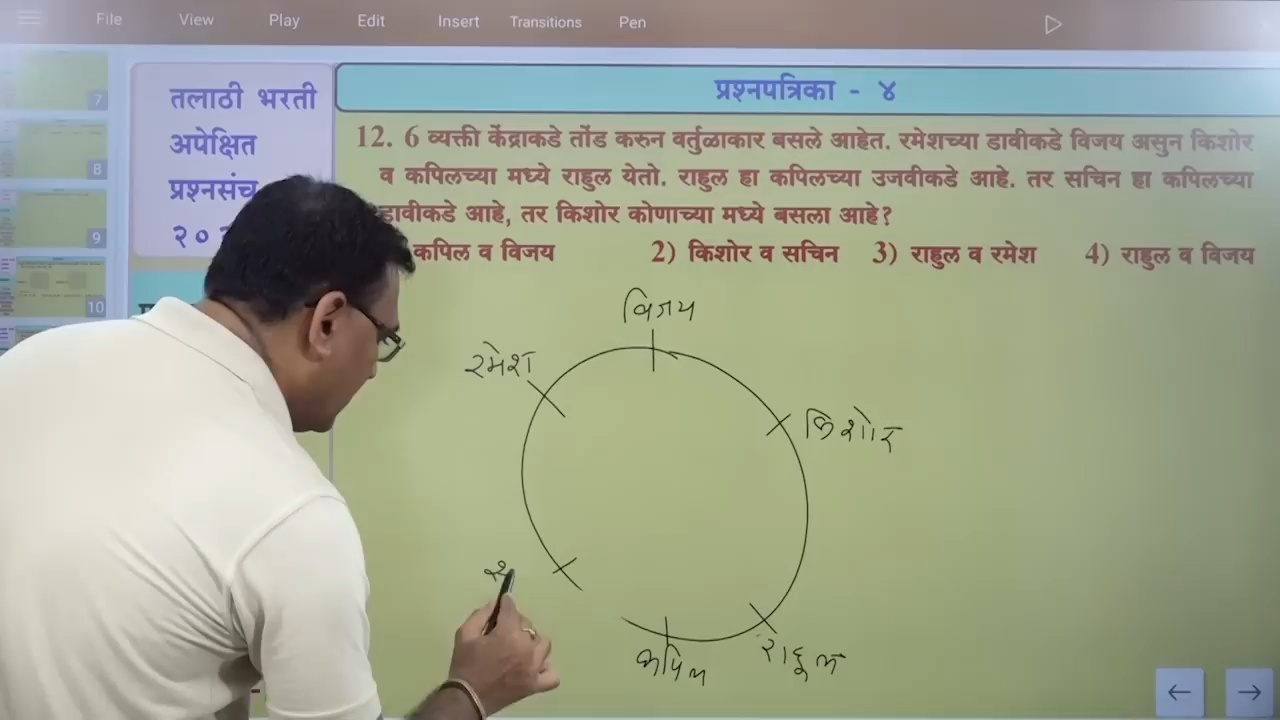 File View Play Edit Insert Transitions Pen
7
8
9
10
तलाठी भरती
अपेक्षित
प्रश्नसंच
२०
प्रश्नपत्रिका - ४
12. 6 व्यक्ती केंद्राकडे तोंड करुन वर्तुळाकार बसले आहेत. रमेशच्या डावीकडे विजय असुन किशोर
व कपिलच्या मध्ये राहुल येतो. राहुल हा कपिलच्या उजवीकडे आहे. तर सचिन हा कपिलच्या
डावीकडे आहे, तर किशोर कोणाच्या मध्ये बसला आहे?
कपिल व विजय 2) किशोर व सचिन 3) राहुल व रमेश 4) राहुल व विजय
विजय
रमेश
किशोर
राहुल
कपिल